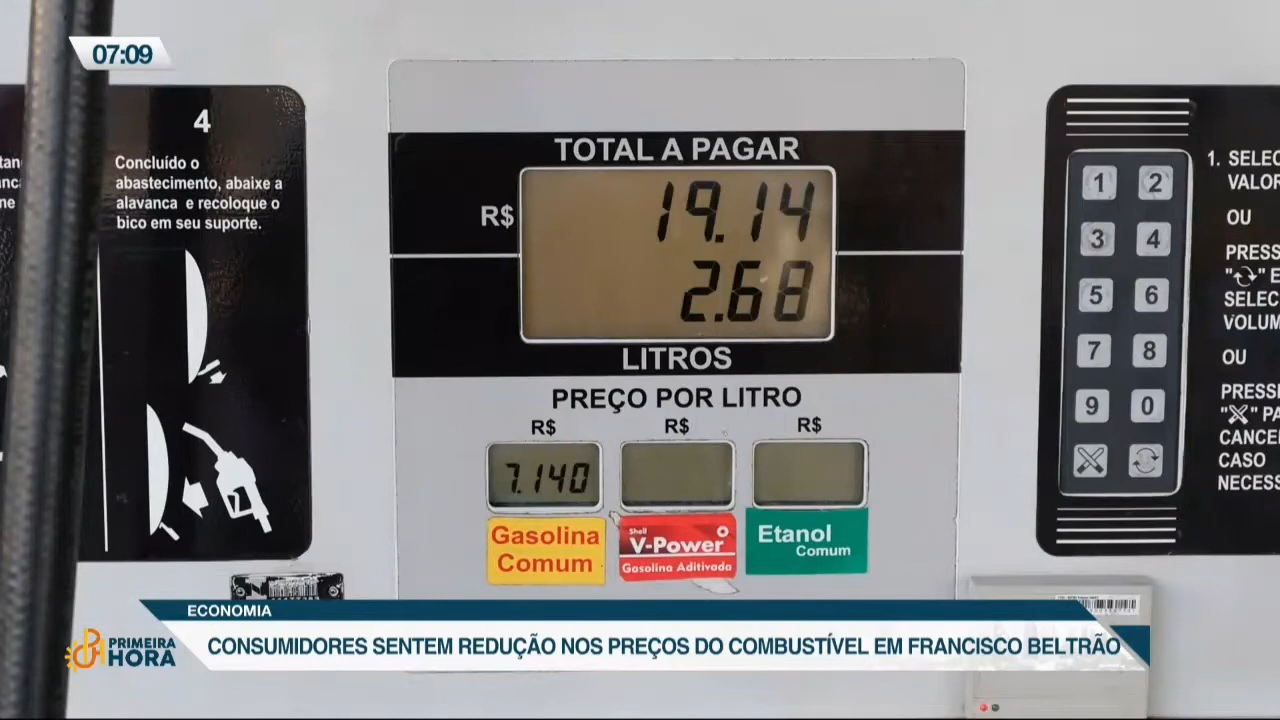 07:09
4
Concluído o
abastecimento, abaixe a
alavanca e recoloque o
bico em seu suporte.
TOTAL A PAGAR
R$
19.14
2.68
LITROS
PREÇO POR LITRO
R$ R$ R$
7.140
Gasolina
Comum
Shell
V-Power
Gasolina Aditivada
Etanol
Comum
1 2
3 4
5 6
7 8
9 0
1. SELEC
VALOR
OU
PRESS
" " E
SELEC
VOLUM
OU
PRESSI
" " PA
CANCEL
CASO
NECESS
ECONOMIA
PRIMEIRA
HORA
CONSUMIDORES SENTEM REDUÇÃO NOS PREÇOS DO COMBUSTÍVEL EM FRANCISCO BELTRÃO